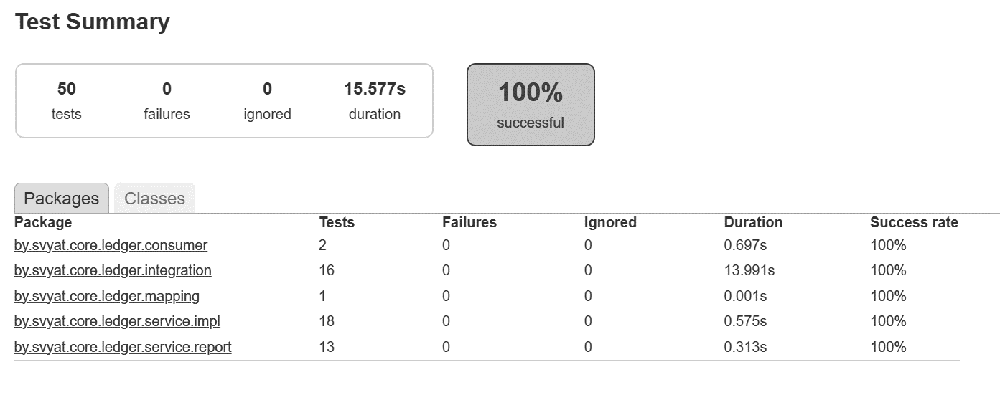 Test Summary
50 0 0 15.577s
tests failures ignored duration
100%
successful
Packages Classes
Package Tests Failures Ignored Duration Success rate
by.svyat.core.ledger.consumer 2 0 0 0.697s 100%
by.svyat.core.ledger.integration 16 0 0 13.991s 100%
by.svyat.core.ledger.mapping 1 0 0 0.001s 100%
by.svyat.core.ledger.service.impl 18 0 0 0.575s 100%
by.svyat.core.ledger.service.report 13 0 0 0.313s 100%